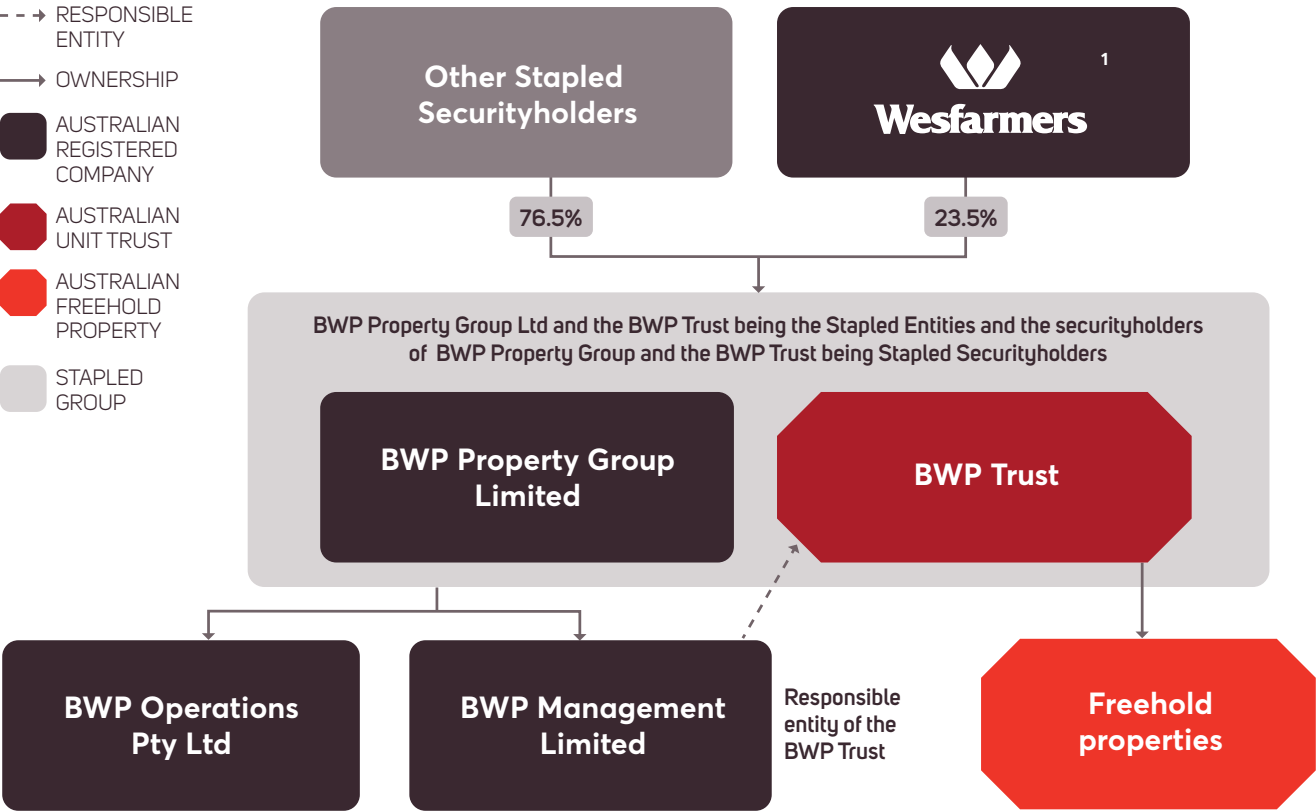 RESPONSIBLE
ENTITY
OWNERSHIP
AUSTRALIAN
REGISTERED
COMPANY
AUSTRALIAN
UNIT TRUST
AUSTRALIAN
FREEHOLD
PROPERTY
STAPLED
GROUP
Other Stapled
Securityholders
1
Wesfarmers
76.5%
23.5%
BWP Property Group Ltd and the BWP Trust being the Stapled Entities and the securityholders
of BWP Property Group and the BWP Trust being Stapled Securityholders
BWP Property Group
Limited
BWP Trust
BWP Operations
Pty Ltd
BWP Management
Limited
Responsible
entity of the
BWP Trust
Freehold
properties